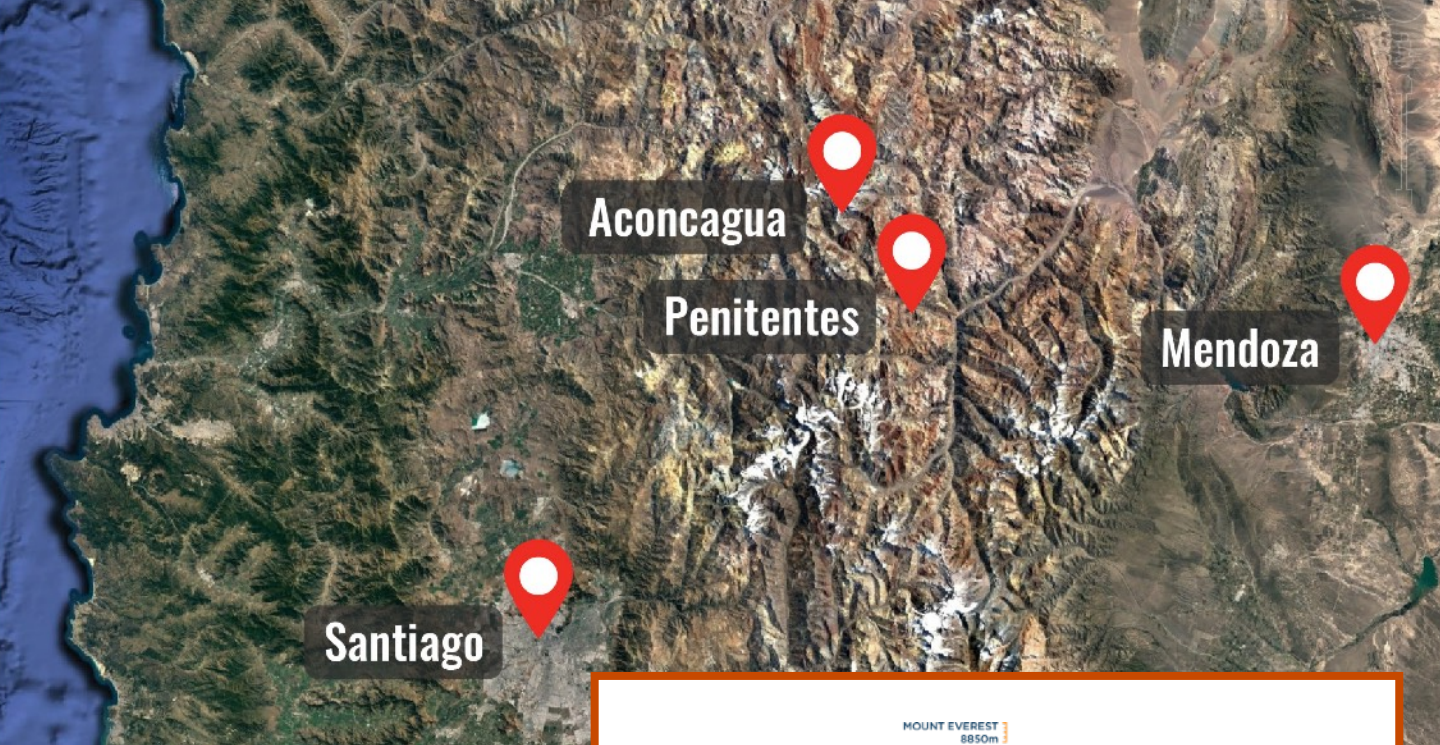 Aconcagua
Penitentes
Mendoza
Santiago
MOUNT EVEREST
8850m